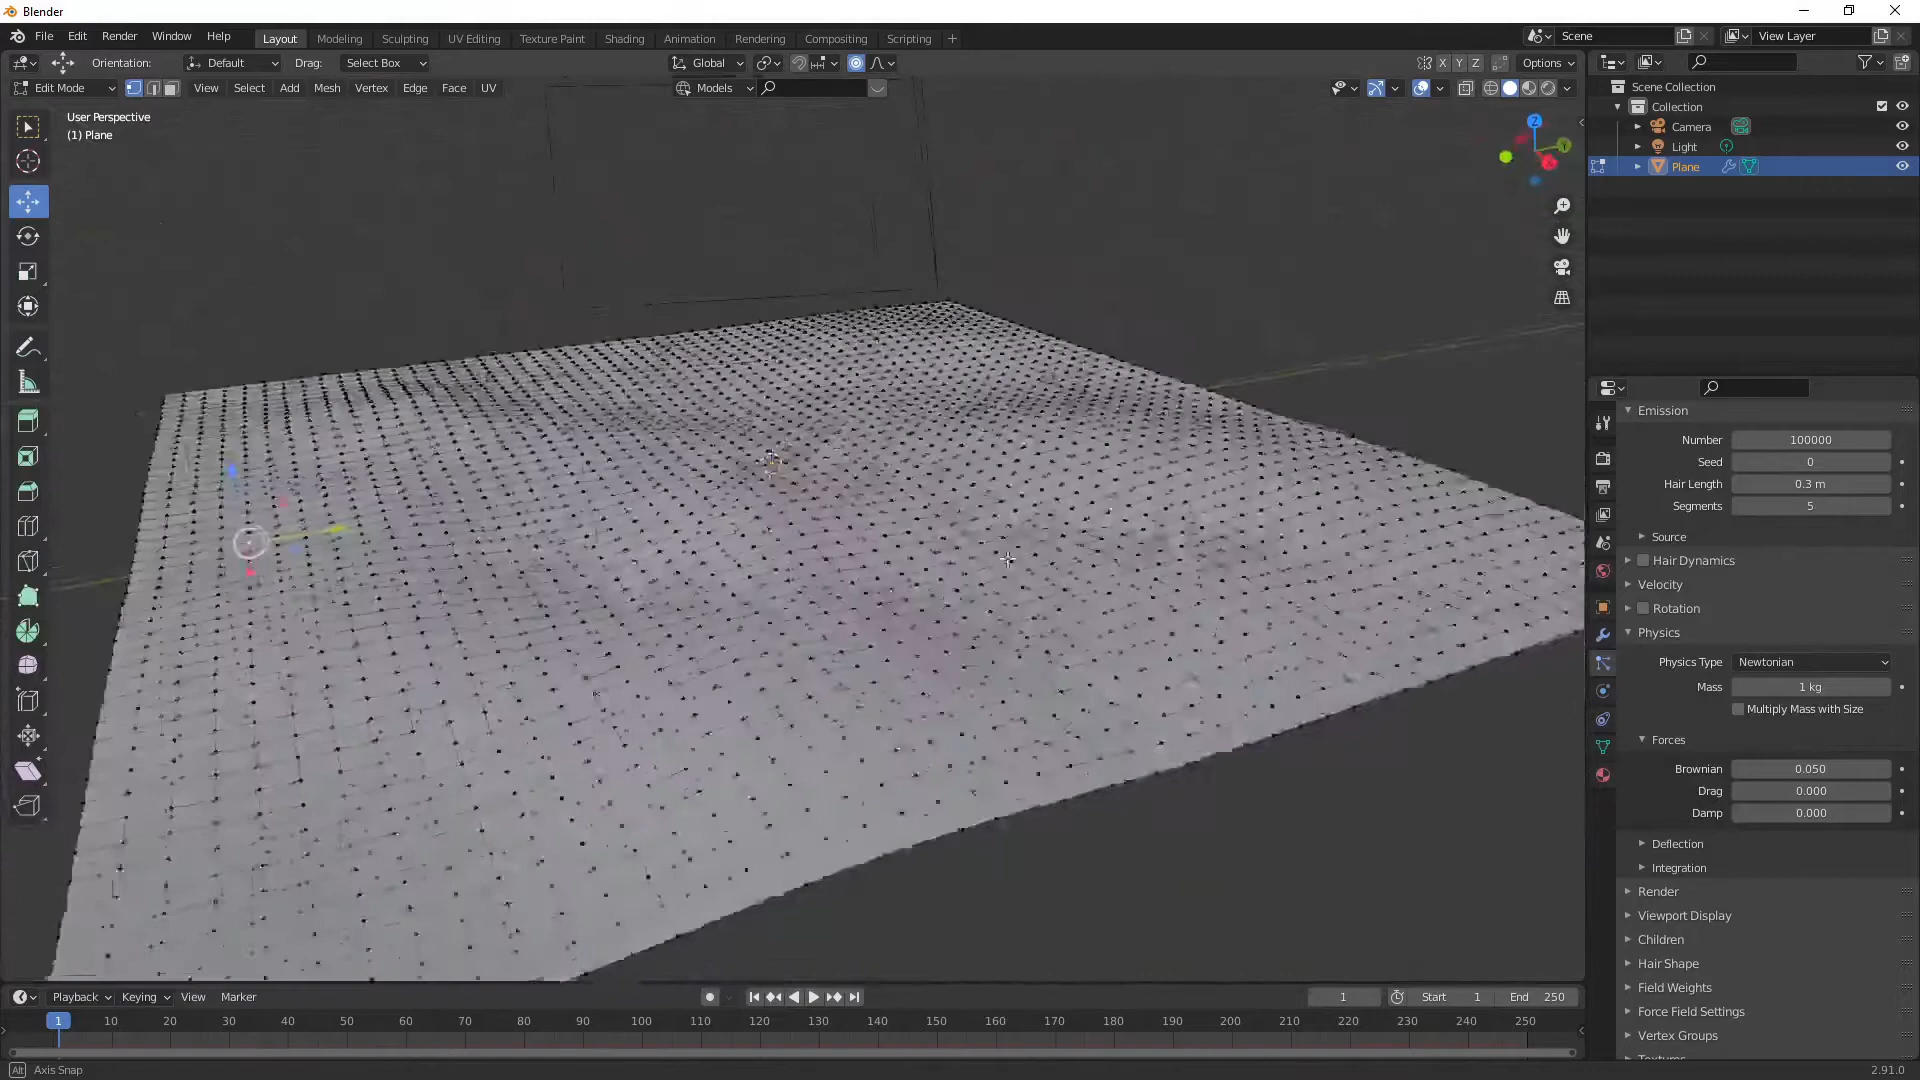 Blender
File Edit Render Window Help
Layout Modeling Sculpting UV Editing Texture Paint Shading Animation Rendering Compositing Scripting +
Scene
View Layer
Orientation: Default Drag: Select Box
Global
X Y Z Options
Edit Mode View Select Add Mesh Vertex Edge Face UV
Models
User Perspective
(1) Plane
Z
Y
Scene Collection
Collection
Camera
Light
Plane
Emission
Number 100000
Seed 0
Hair Length 0.3 m
Segments 5
Source
Hair Dynamics
Velocity
Rotation
Physics
Physics Type Newtonian
Mass 1 kg
Multiply Mass with Size
Forces
Brownian 0.050
Drag 0.000
Damp 0.000
Deflection
Integration
Render
Viewport Display
Children
Hair Shape
Field Weights
Force Field Settings
Vertex Groups
Textures
Playback Keying View Marker
1 Start 1 End 250
1 10 20 30 40 50 60 70 80 90 100 110 120 130 140 150 160 170 180 190 200 210 220 230 240 250
Alt Axis Snap
2.91.0